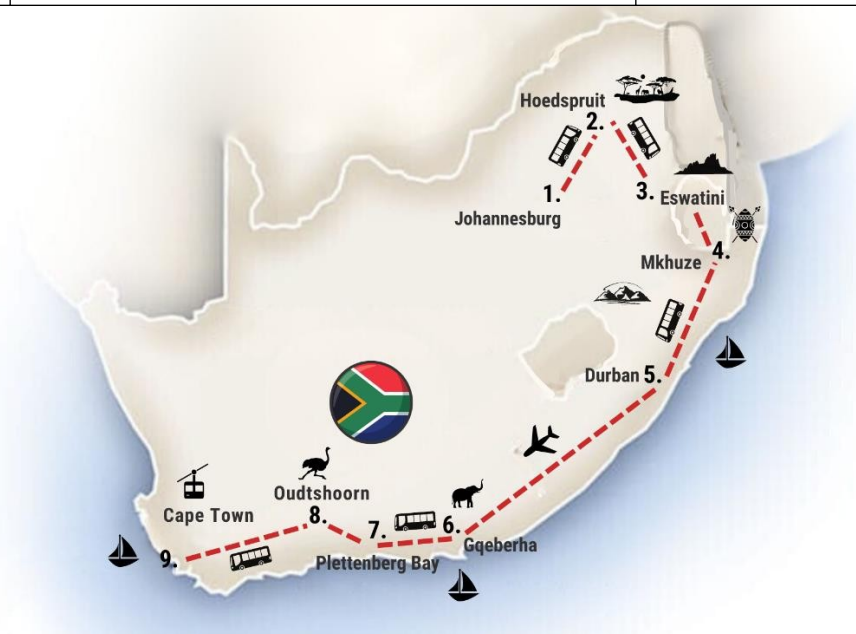 Hoedspruit
2.
1.
3. Eswatini
Johannesburg
4.
Mkhuze
Durban 5.
Oudtshoorn
Cape Town
8.
7.
6.
Gqeberha
9.
Plettenberg Bay